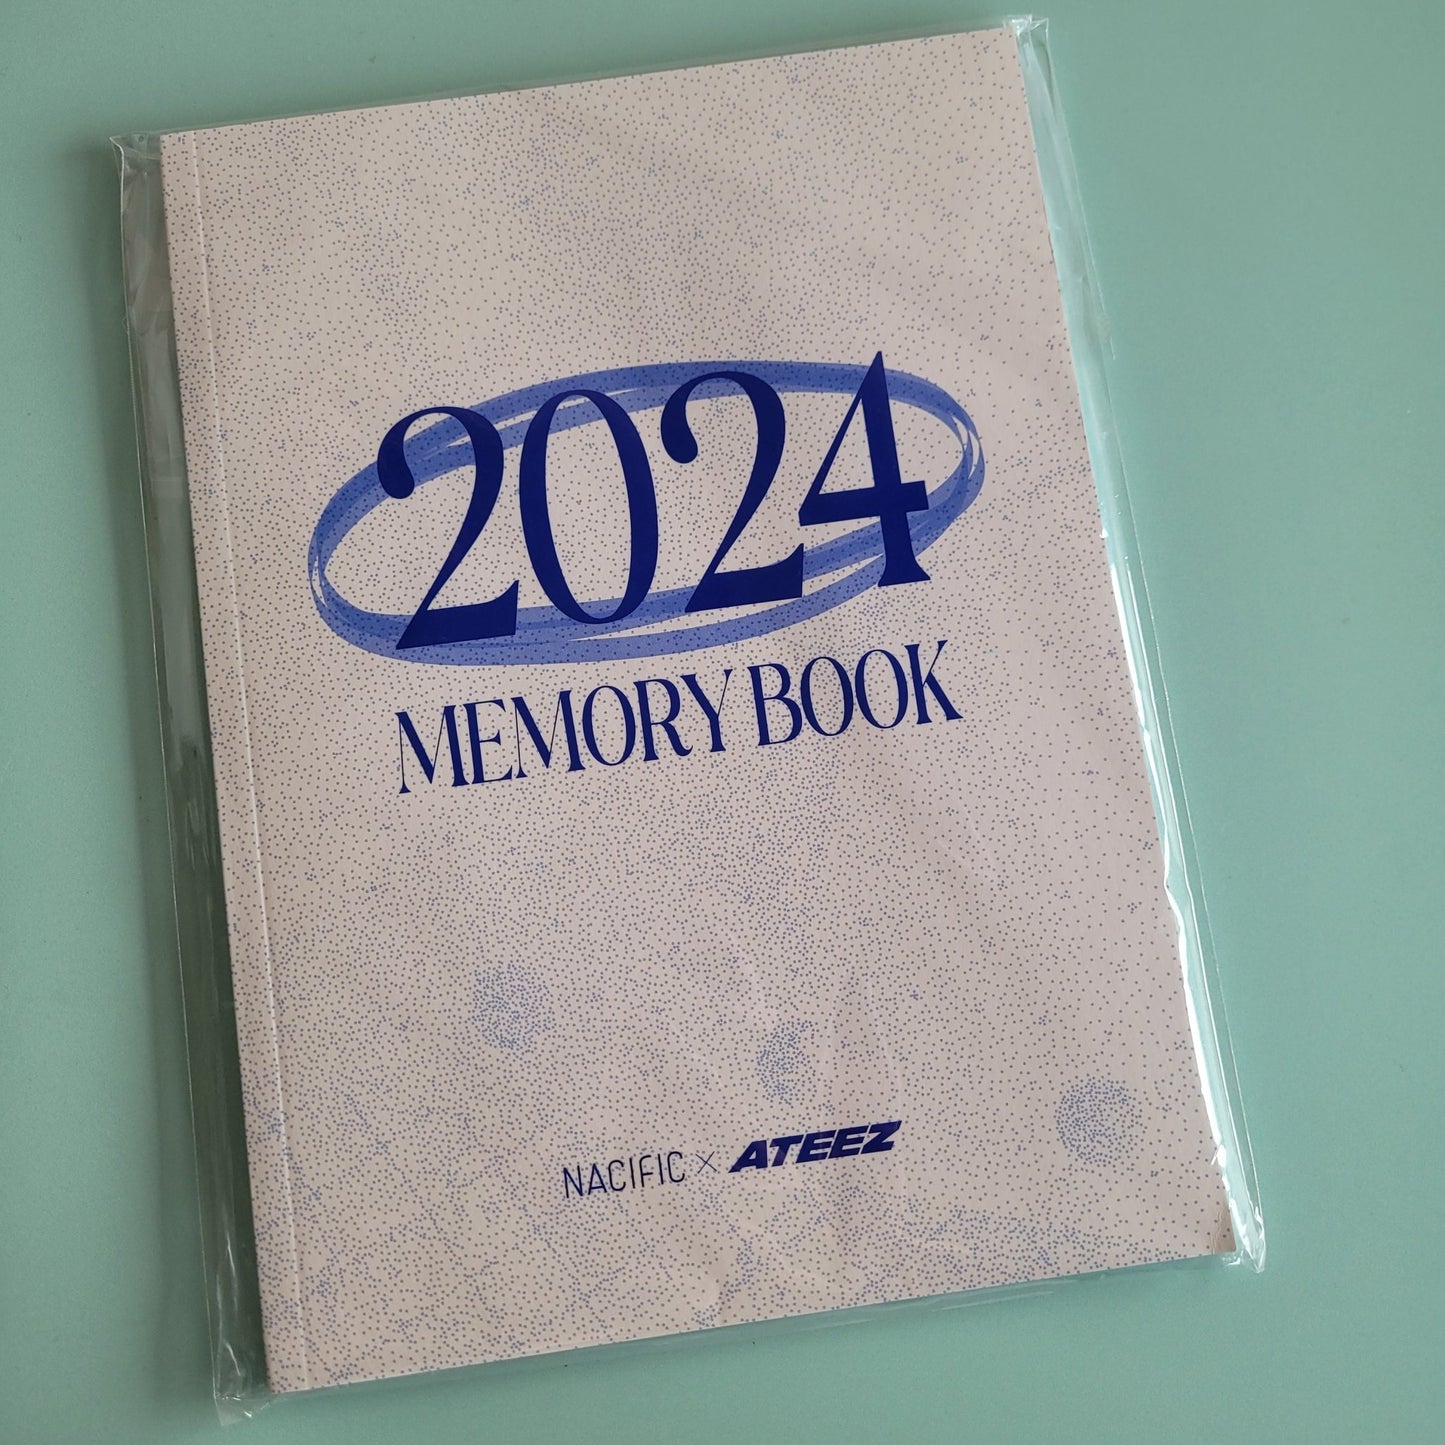 2024
MEMORY BOOK
NACIFIC × ATEEZ